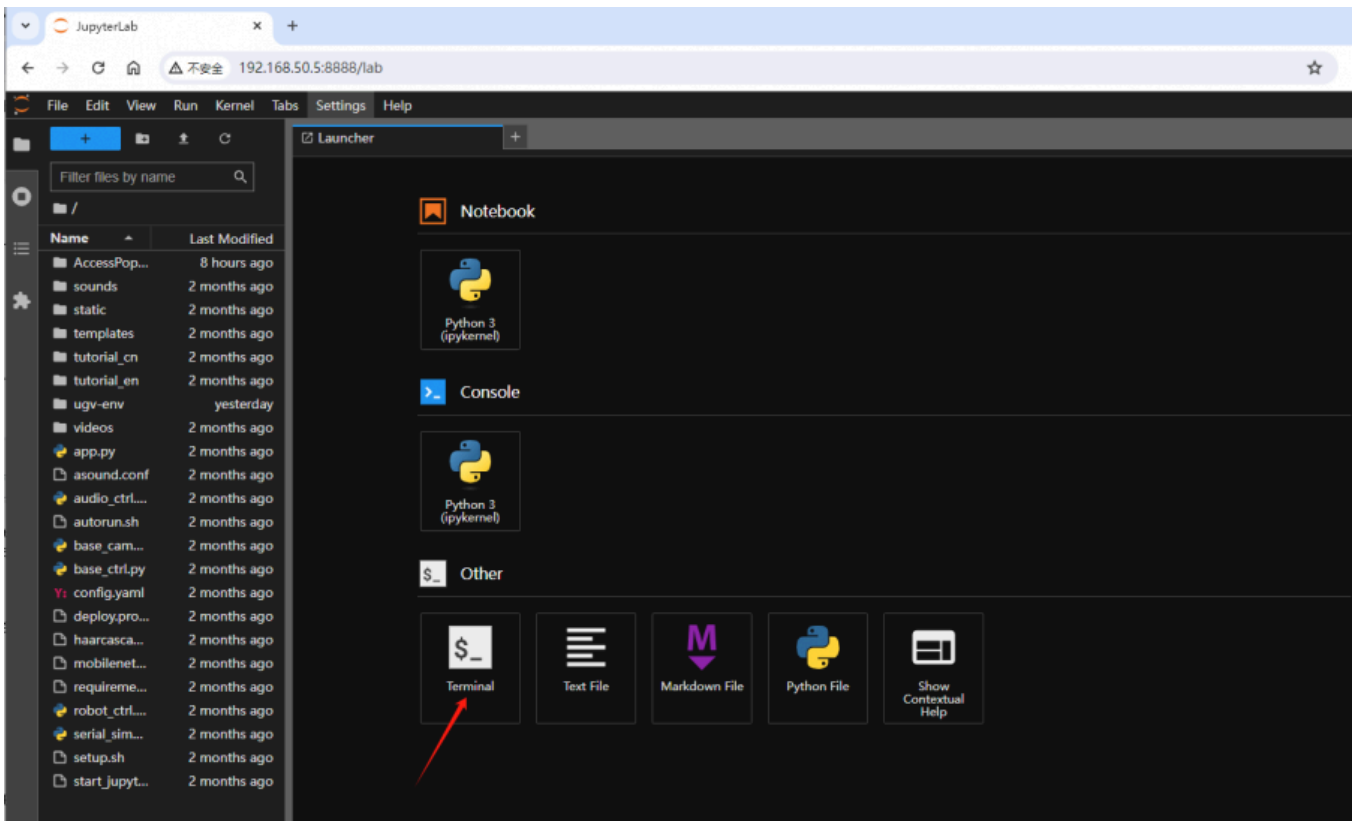 JupyterLab
不安全 192.168.50.5:8888/lab
File Edit View Run Kernel Tabs Settings Help
Launcher
Filter files by name
/
Name Last Modified
AccessPop... 8 hours ago
sounds 2 months ago
static 2 months ago
templates 2 months ago
tutorial_cn 2 months ago
tutorial_en 2 months ago
ugv-env yesterday
videos 2 months ago
app.py 2 months ago
asound.conf 2 months ago
audio_ctrl.... 2 months ago
autorun.sh 2 months ago
base_cam... 2 months ago
base_ctrl.py 2 months ago
Y: config.yaml 2 months ago
deploy.pro... 2 months ago
haarcasca... 2 months ago
mobilenet... 2 months ago
requireme... 2 months ago
robot_ctrl.... 2 months ago
serial_sim... 2 months ago
setup.sh 2 months ago
start_jupyt... 2 months ago
Notebook
Python 3
(ipykernel)
>_ Console
Python 3
(ipykernel)
$_ Other
$_
Terminal
Text File
M
Markdown File
Python File
Show
Contextual
Help